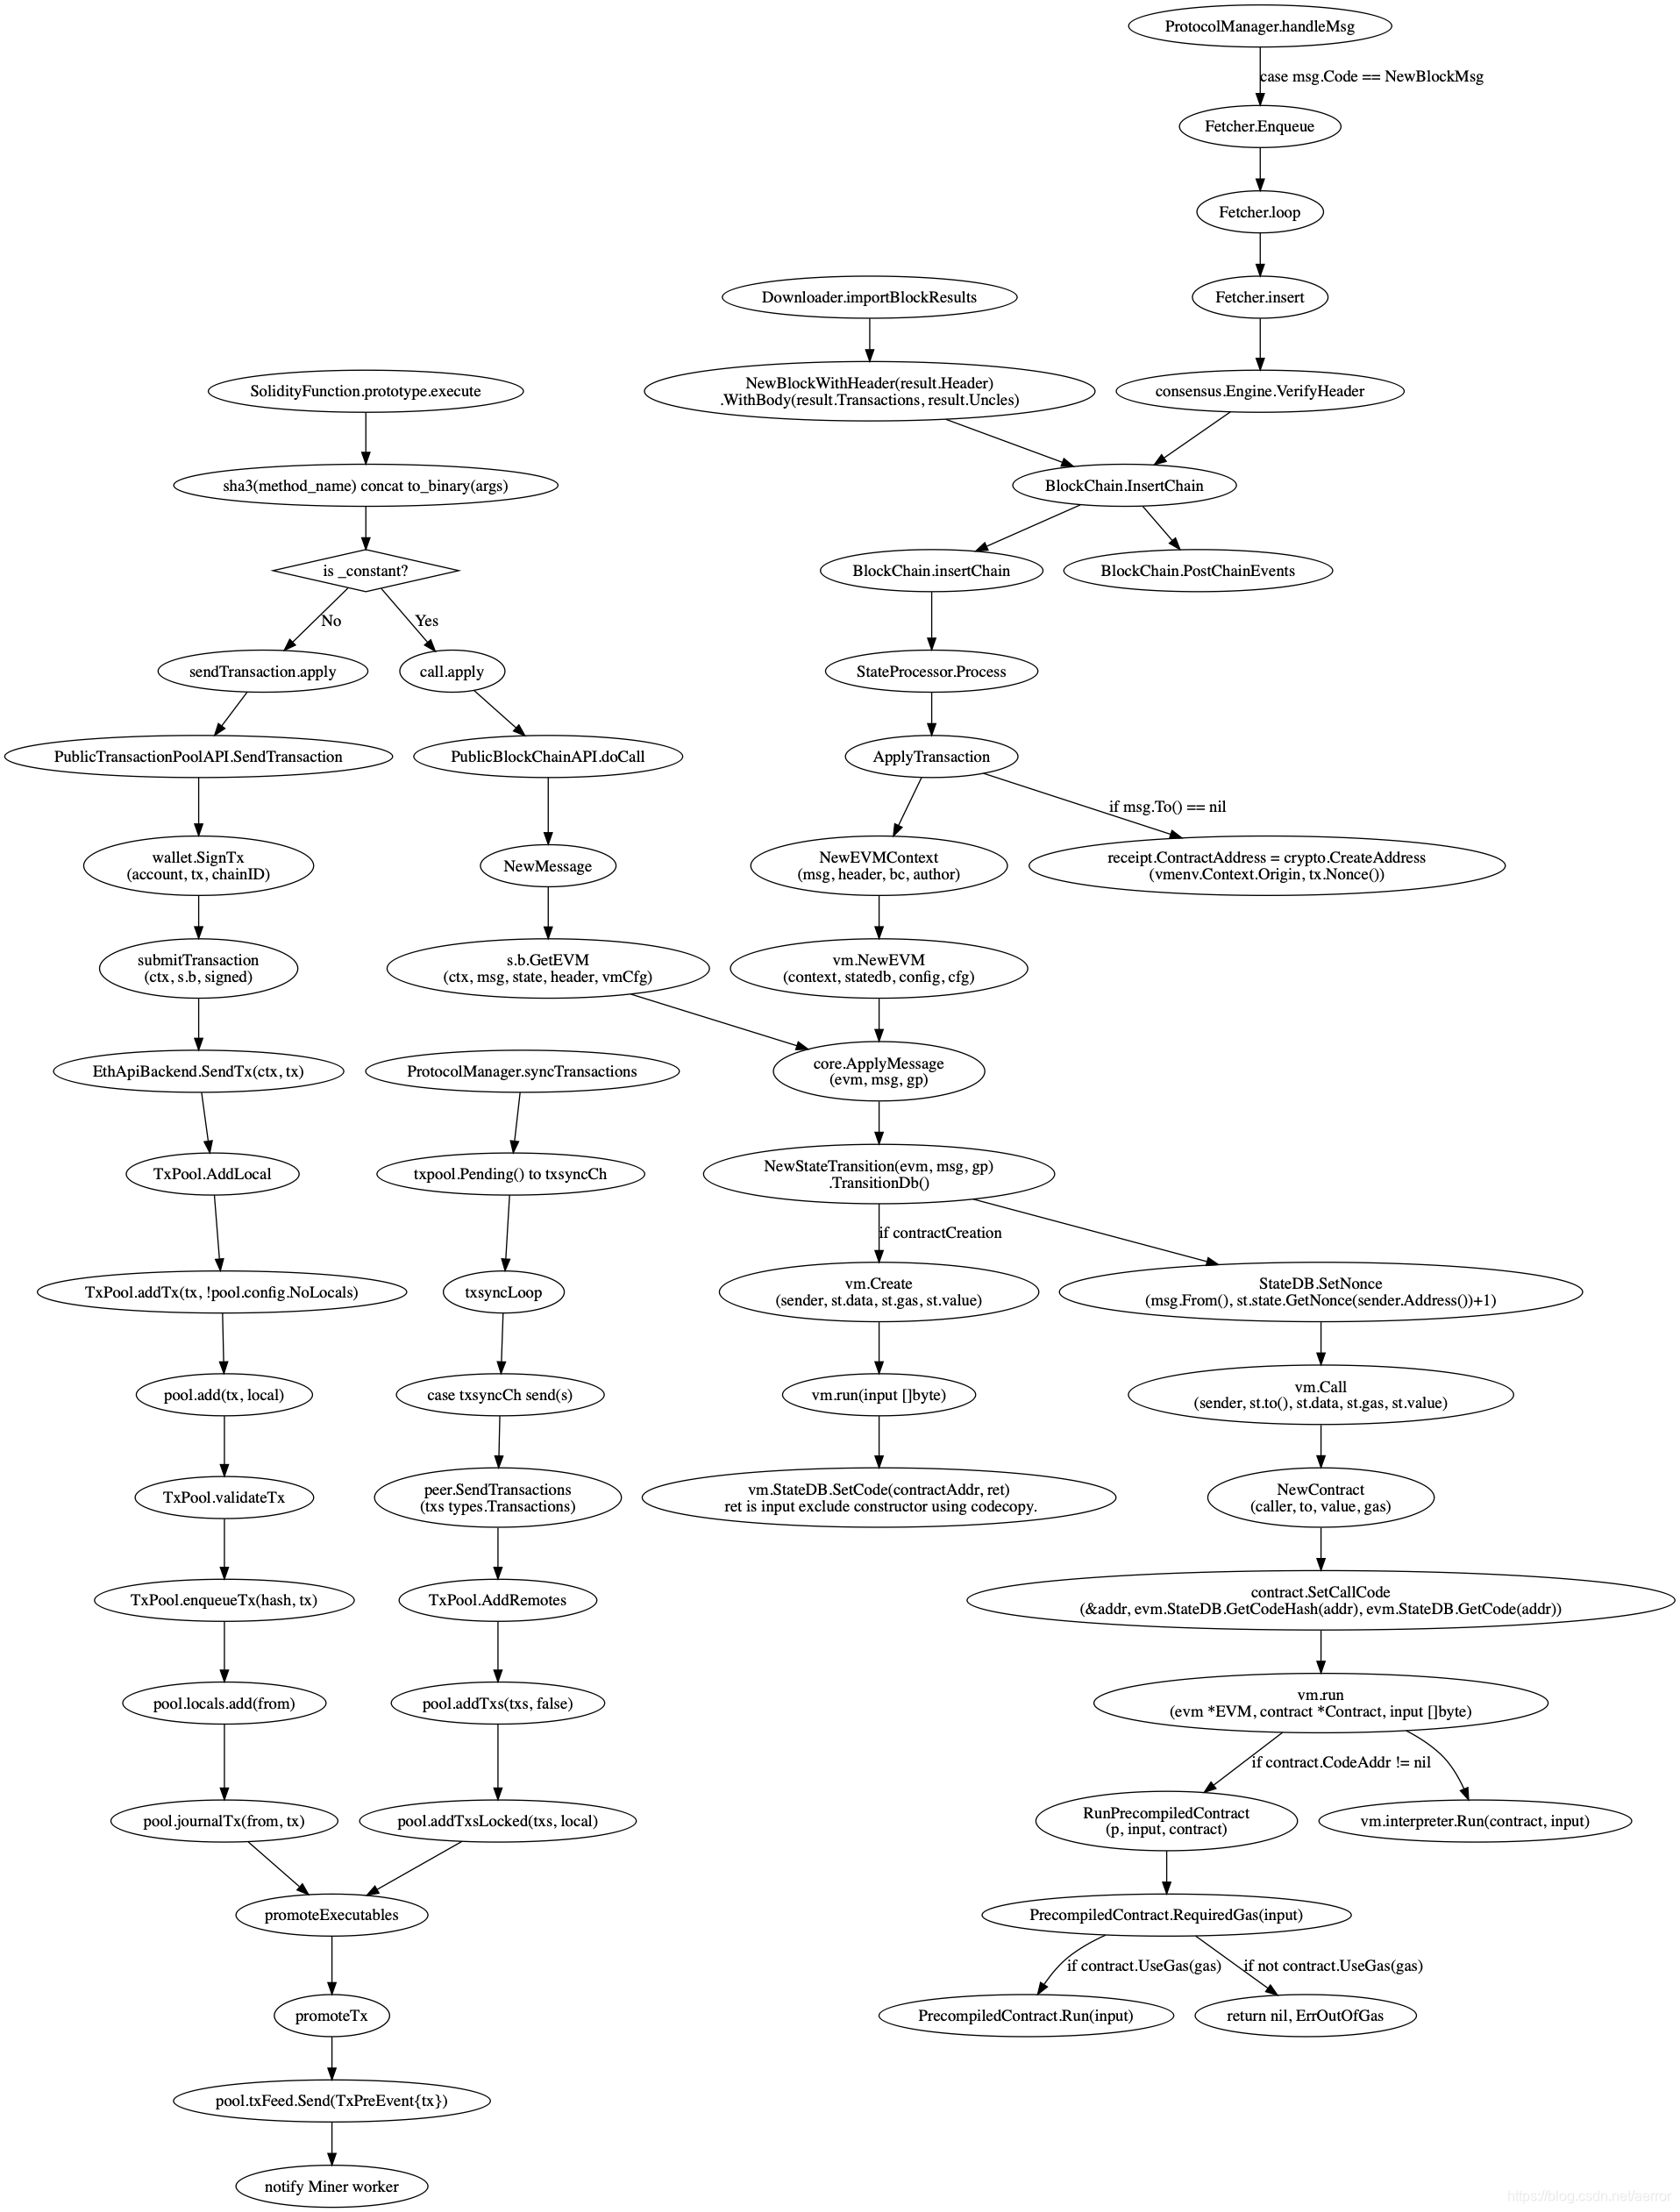 ProtocolManager.handleMsg
case msg.Code == NewBlockMsg
Fetcher.Enqueue
Fetcher.loop
Downloader.importBlockResults
Fetcher.insert
SolidityFunction.prototype.execute
NewBlockWithHeader(result.Header)
.WithBody(result.Transactions, result.Uncles)
consensus.Engine.VerifyHeader
sha3(method_name) concat to_binary(args)
BlockChain.InsertChain
is _constant?
BlockChain.insertChain
BlockChain.PostChainEvents
No
Yes
sendTransaction.apply
call.apply
StateProcessor.Process
PublicTransactionPoolAPI.SendTransaction
PublicBlockChainAPI.doCall
ApplyTransaction
if msg.To() == nil
wallet.SignTx
(account, tx, chainID)
NewMessage
NewEVMContext
(msg, header, bc, author)
receipt.ContractAddress = crypto.CreateAddress
(vmenv.Context.Origin, tx.Nonce())
submitTransaction
(ctx, s.b, signed)
s.b.GetEVM
(ctx, msg, state, header, vmCfg)
vm.NewEVM
(context, statedb, config, cfg)
EthApiBackend.SendTx(ctx, tx)
ProtocolManager.syncTransactions
core.ApplyMessage
(evm, msg, gp)
TxPool.AddLocal
txpool.Pending() to txsyncCh
NewStateTransition(evm, msg, gp)
.TransitionDb()
if contractCreation
TxPool.addTx(tx, !pool.config.NoLocals)
txsyncLoop
vm.Create
(sender, st.data, st.gas, st.value)
StateDB.SetNonce
(msg.From(), st.state.GetNonce(sender.Address())+1)
pool.add(tx, local)
case txsyncCh send(s)
vm.run(input []byte)
vm.Call
(sender, st.to(), st.data, st.gas, st.value)
TxPool.validateTx
peer.SendTransactions
(txs types.Transactions)
vm.StateDB.SetCode(contractAddr, ret)
ret is input exclude constructor using codecopy.
NewContract
(caller, to, value, gas)
TxPool.enqueueTx(hash, tx)
TxPool.AddRemotes
contract.SetCallCode
(&addr, evm.StateDB.GetCodeHash(addr), evm.StateDB.GetCode(addr))
pool.locals.add(from)
pool.addTxs(txs, false)
vm.run
(evm *EVM, contract *Contract, input []byte)
if contract.CodeAddr != nil
pool.journalTx(from, tx)
pool.addTxsLocked(txs, local)
RunPrecompiledContract
(p, input, contract)
vm.interpreter.Run(contract, input)
promoteExecutables
PrecompiledContract.RequiredGas(input)
if contract.UseGas(gas)
if not contract.UseGas(gas)
promoteTx
PrecompiledContract.Run(input)
return nil, ErrOutOfGas
pool.txFeed.Send(TxPreEvent{tx})
notify Miner worker
https://blog.csdn.net/aerror